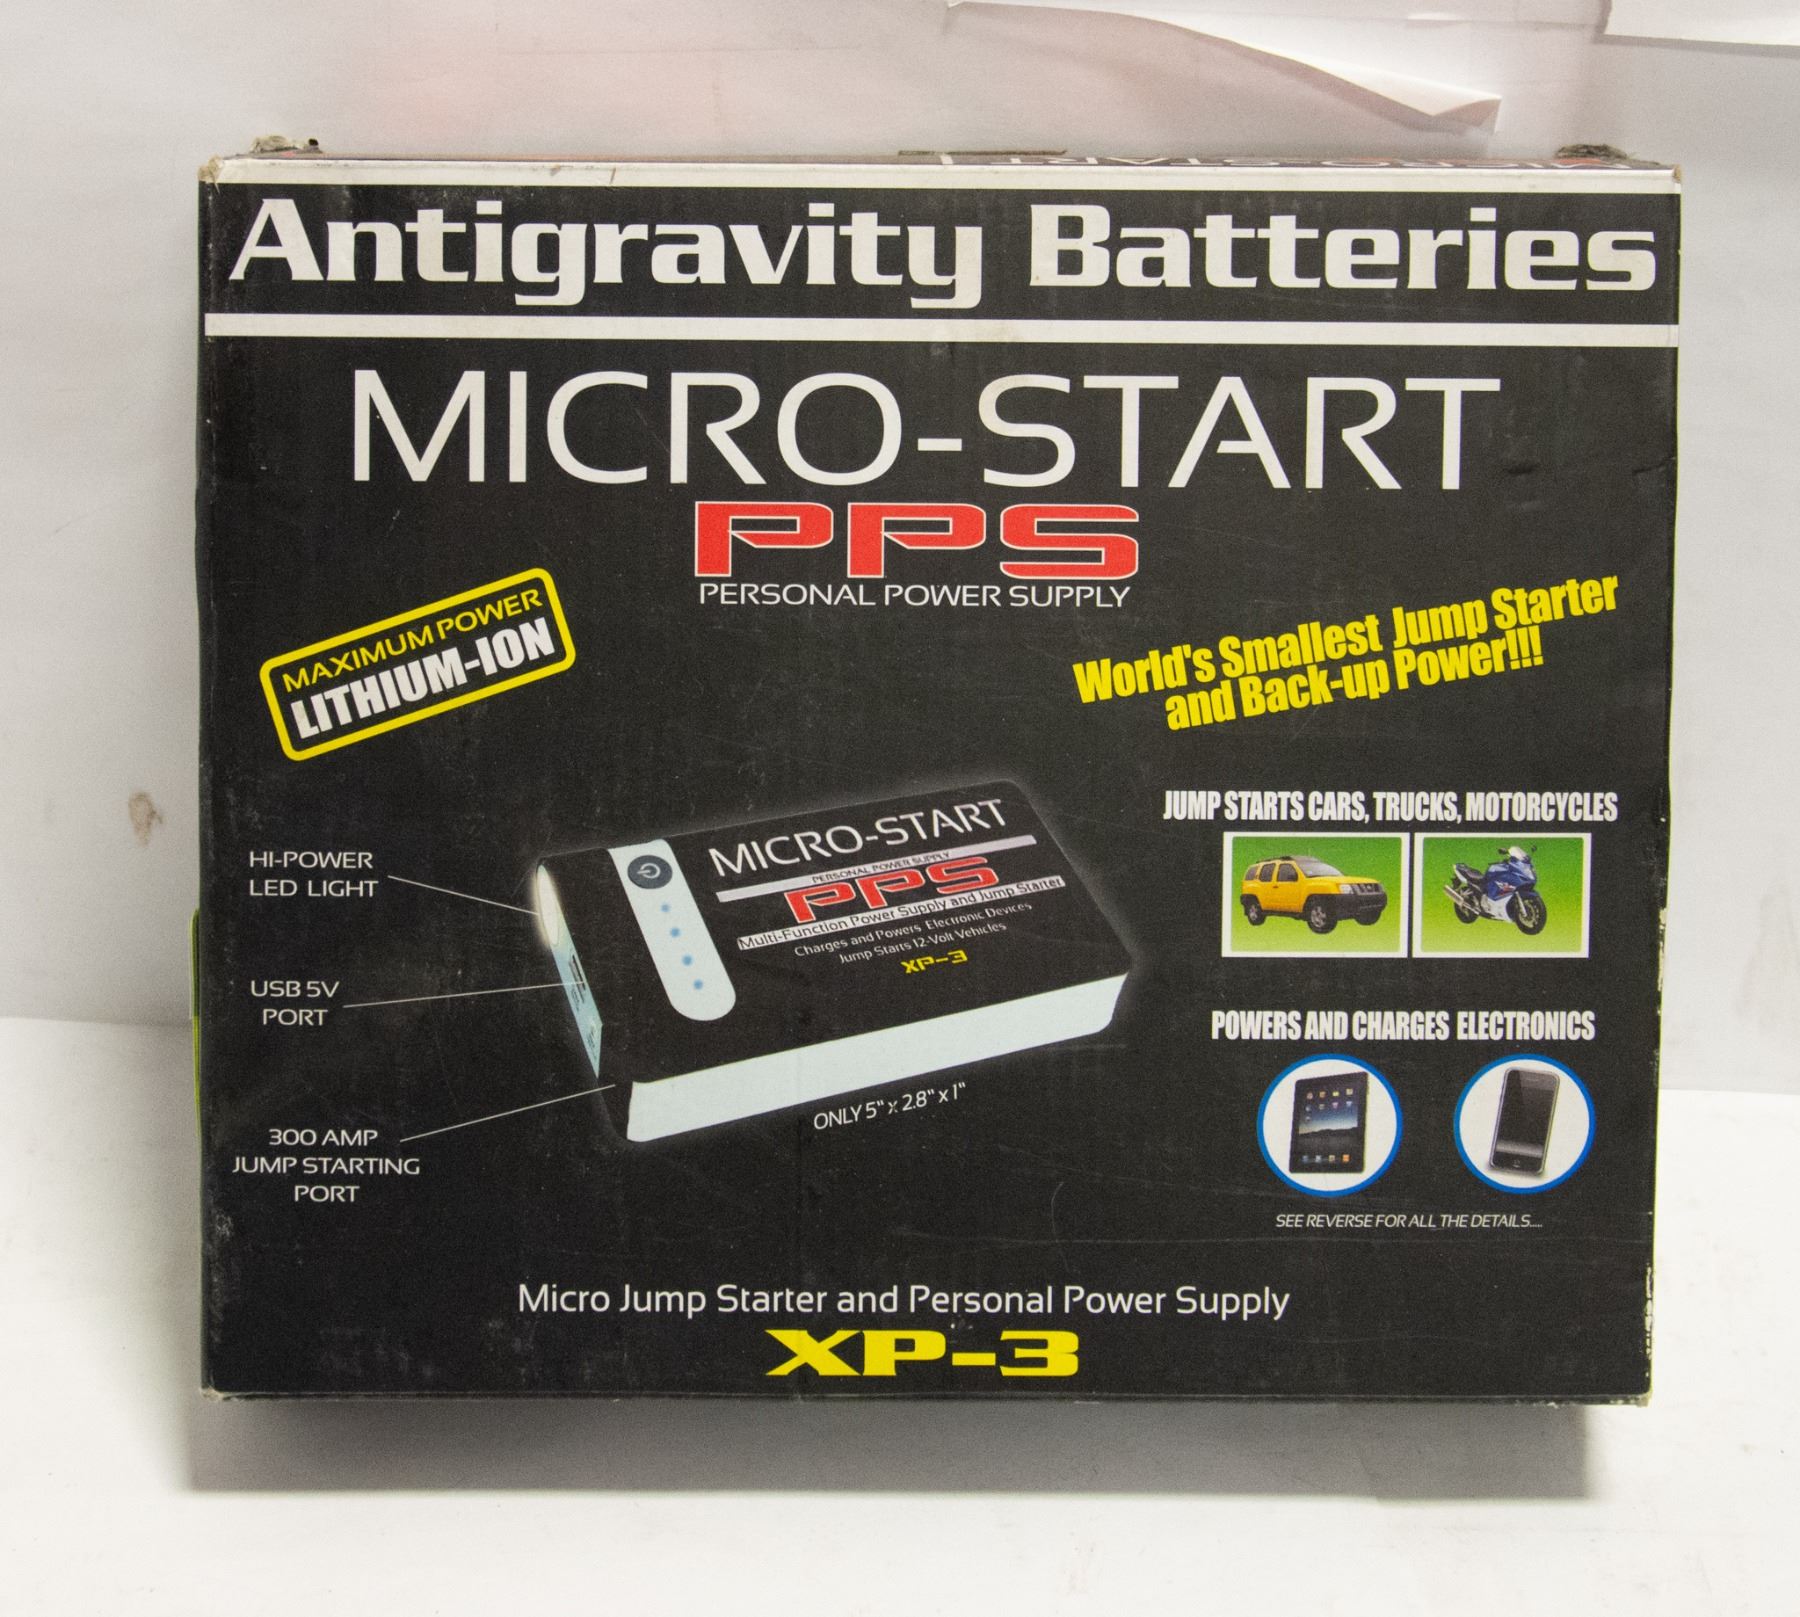 Antigravity Batteries
MICRO-START
PPS
PERSONAL POWER SUPPLY
MAXIMUM POWER
LITHIUM-ION
World's Smallest Jump Starter
and Back-up Power!!!
JUMP STARTS CARS, TRUCKS, MOTORCYCLES
HI-POWER
LED LIGHT
USB 5V
PORT
300 AMP
JUMP STARTING
PORT
MICRO-START
PERSONAL POWER SUPPLY
PPS
Multi-Function Power Supply and Jump Starter
Charges and Powers Electronic Devices
Jump Starts 12-Volt Vehicles
XP-3
ONLY 5" x 2.8" x 1"
POWERS AND CHARGES ELECTRONICS
SEE REVERSE FOR ALL THE DETAILS....
Micro Jump Starter and Personal Power Supply
XP-3